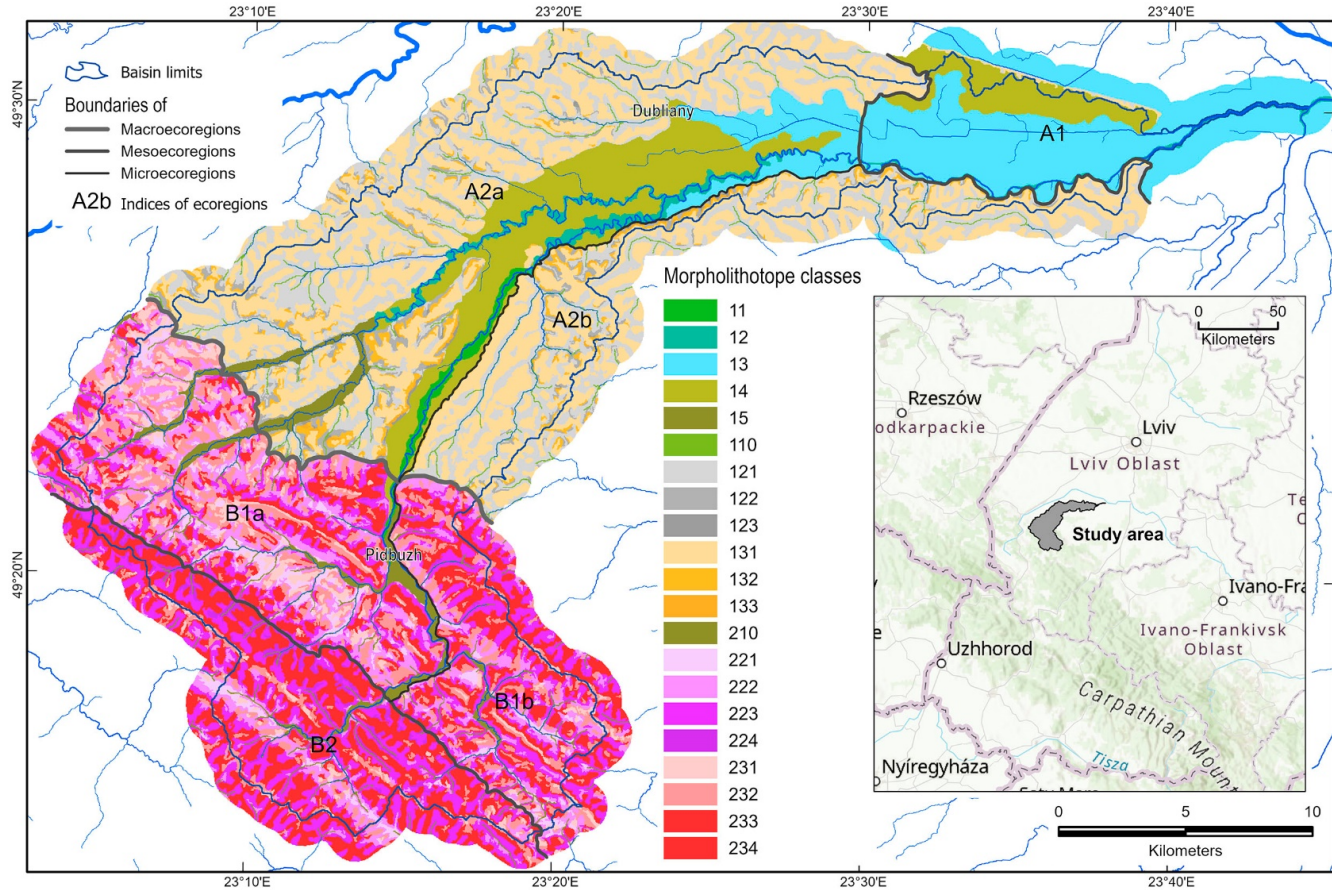 23°10'E
23°20'E
23°30'E
23°40'E
49°30'N
49°20'N
Baisin limits
Boundaries of
Macroecoregions
Mesoecoregions
Microecoregions
A2b Indices of ecoregions
Dubliany
A1
A2a
A2b
B1a
Pidbuzh
B1b
B2
Morpholithotope classes
11
12
13
14
15
110
121
122
123
131
132
133
210
221
222
223
224
231
232
233
234
0 50
Kilometers
Rzeszów
odkarpackie
Lviv
Lviv Oblast
Te
Study area
Ivano-Fra
Ivano-Frankivsk
Oblast
e
Uzhhorod
Carpathian Mount
Tisza
Nyíregyháza
0 5 10
Kilometers
23°10'E
23°20'E
23°30'E
23°40'E